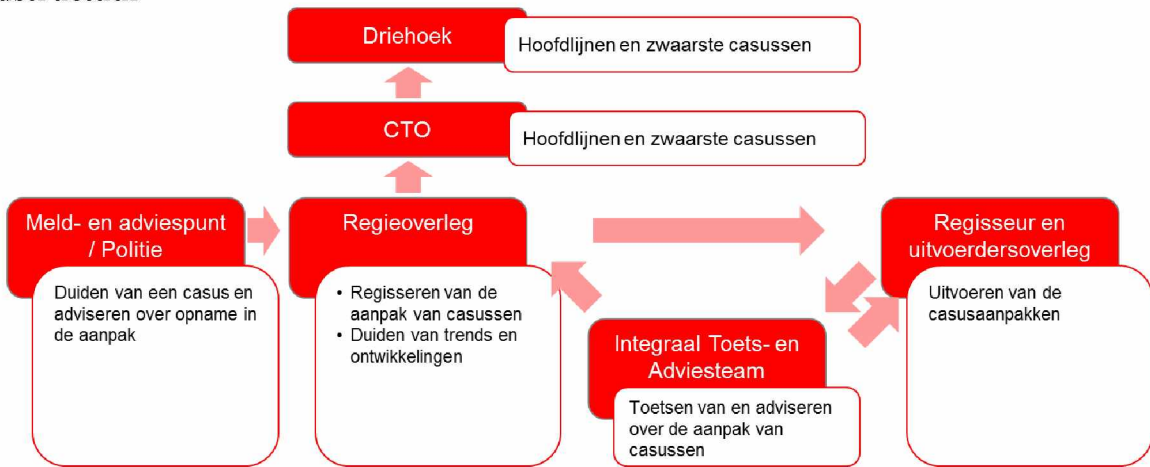 Driehoek
Hoofdlijnen en zwaarste casussen
CTO
Hoofdlijnen en zwaarste casussen
Meld- en adviespunt
/ Politie
Duiden van een casus en
adviseren over opname in
de aanpak
Regieoverleg
• Regisseren van de
aanpak van casussen
• Duiden van trends en
ontwikkelingen
Integraal Toets- en
Adviesteam
Toetsen van en adviseren
over de aanpak van
casussen
Regisseur en
uitvoerdersoverleg
Uitvoeren van de
casusaanpakken